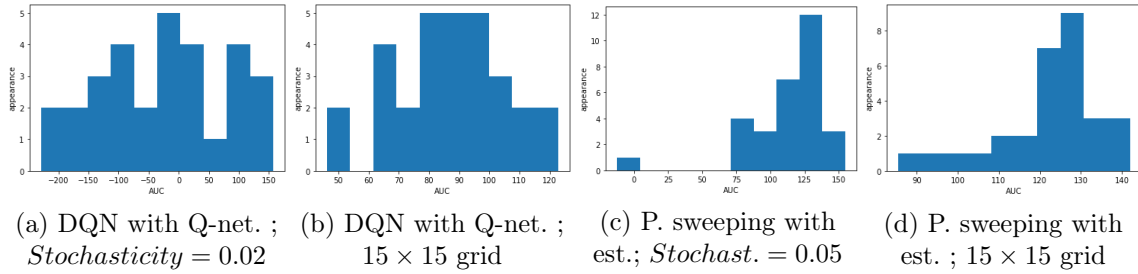 5
4
3
2
1
0
appearance
−200 −150 −100 −50 0 50 100 150
AUC
5
4
3
2
1
0
appearance
50 60 70 80 90 100 110 120
AUC
12
10
8
6
4
2
0
appearance
0 25 50 75 100 125 150
AUC
8
6
4
2
0
appearance
90 100 110 120 130 140
AUC
(a) DQN with Q-net. ;
Stochasticity = 0.02
(b) DQN with Q-net. ;
15 × 15 grid
(c) P. sweeping with
est.; Stochast. = 0.05
(d) P. sweeping with
est. ; 15 × 15 grid